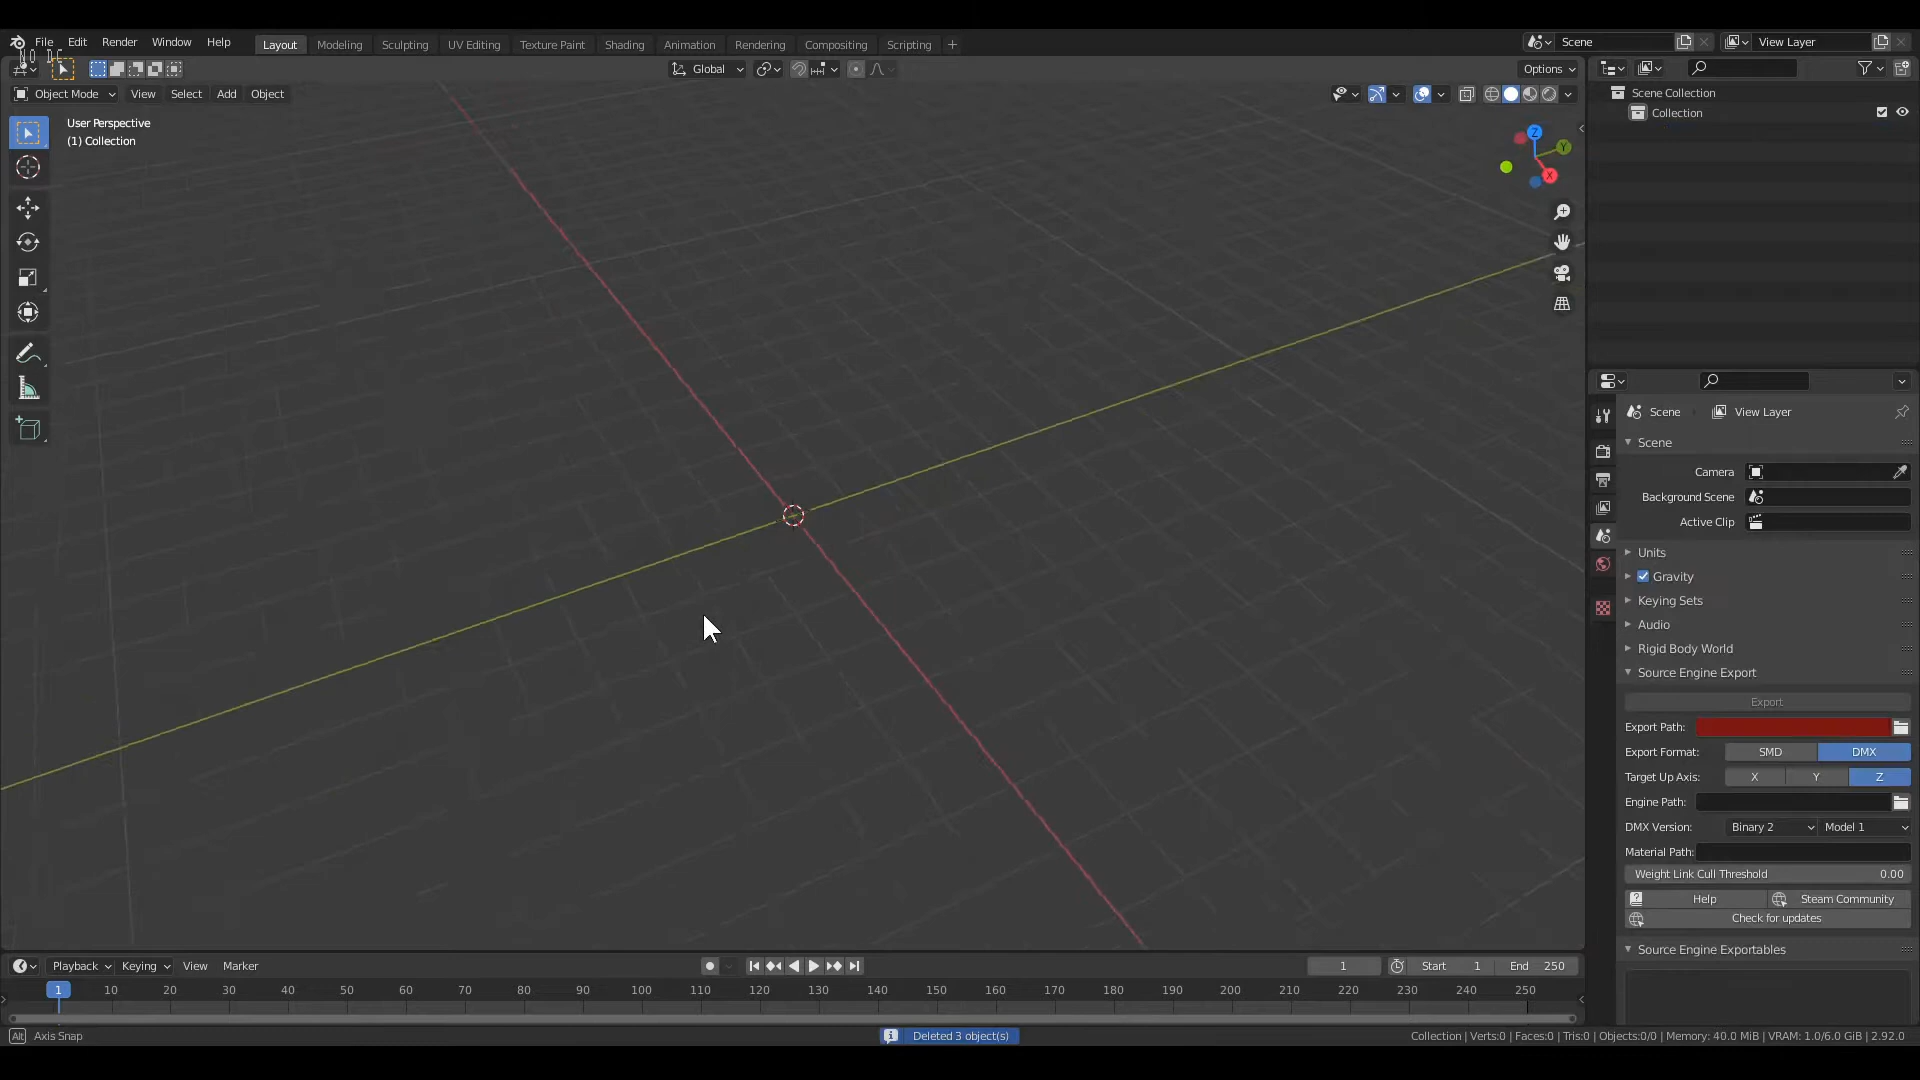 File Edit Render Window Help Layout Modeling Sculpting UV Editing Texture Paint Shading Animation Rendering Compositing Scripting + Scene View Layer
Global Options
Object Mode View Select Add Object
User Perspective
(1) Collection
Z
Y
X
Scene Collection
Collection
Scene View Layer
Scene
Camera
Background Scene
Active Clip
Units
Gravity
Keying Sets
Audio
Rigid Body World
Source Engine Export
Export
Export Path:
Export Format: SMD DMX
Target Up Axis: X Y Z
Engine Path:
DMX Version: Binary 2 Model 1
Material Path:
Weight Link Cull Threshold 0.00
Help Steam Community
Check for updates
Source Engine Exportables
Playback Keying View Marker 1 Start 1 End 250
1 10 20 30 40 50 60 70 80 90 100 110 120 130 140 150 160 170 180 190 200 210 220 230 240 250
Alt Axis Snap Deleted 3 object(s) Collection | Verts:0 | Faces:0 | Tris:0 | Objects:0/0 | Memory: 40.0 MiB | VRAM: 1.0/6.0 GiB | 2.92.0